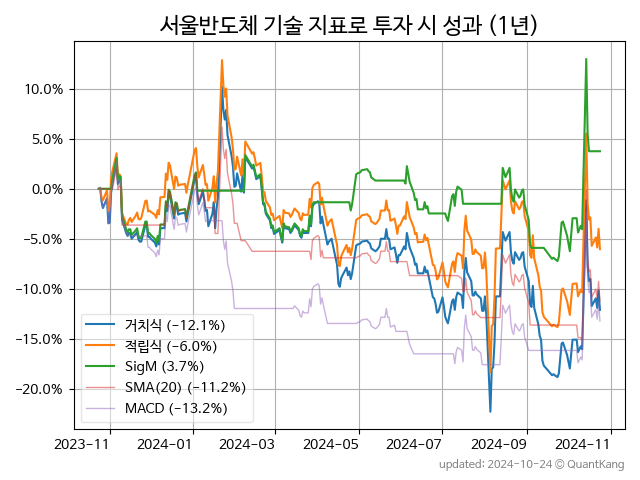 서울반도체 기술 지표로 투자 시 성과 (1년)
10.0%
5.0%
0.0%
−5.0%
−10.0%
−15.0%
−20.0%
거치식 (−12.1%)
적립식 (−6.0%)
SigM (3.7%)
SMA(20) (−11.2%)
MACD (−13.2%)
2023−11 2024−01 2024−03 2024−05 2024−07 2024−09 2024−11
updated: 2024-10-24 © QuantKang